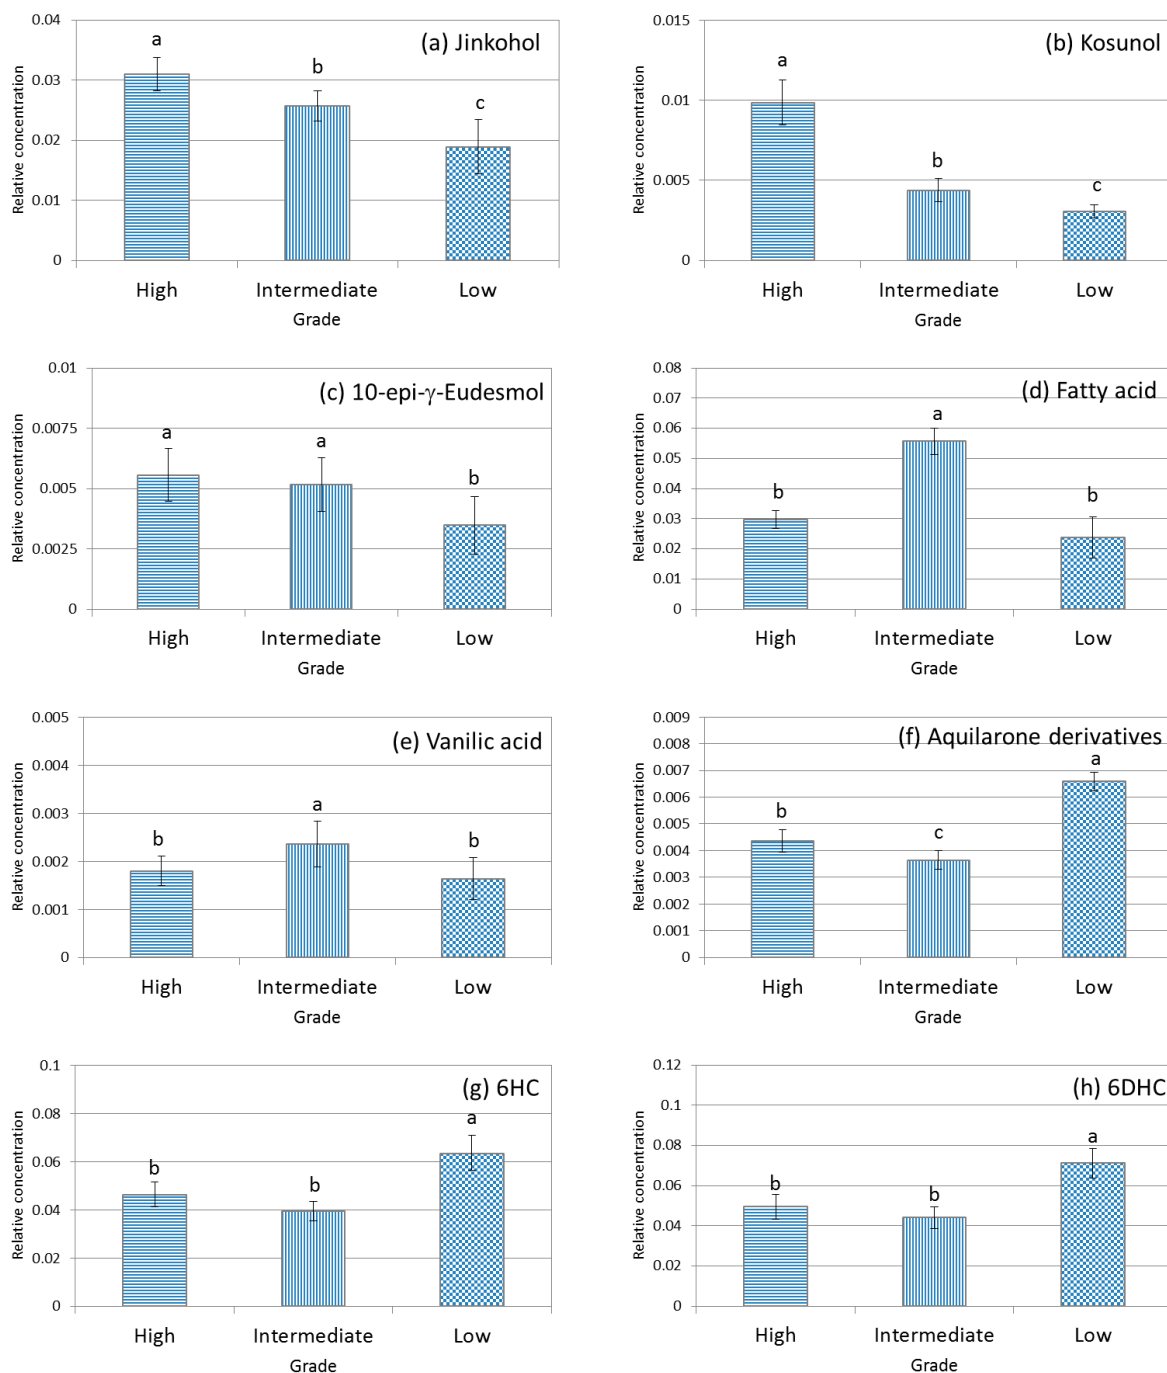 (a) Jinkohol
Relative concentration
0.04
0.03
0.02
0.01
0
a
b
c
High Intermediate Low
Grade
(b) Kosunol
Relative concentration
0.015
0.01
0.005
0
a
b
c
High Intermediate Low
Grade
(c) 10-epi-γ-Eudesmol
Relative concentration
0.01
0.0075
0.005
0.0025
0
a
a
b
High Intermediate Low
Grade
(d) Fatty acid
Relative concentration
0.08
0.07
0.06
0.05
0.04
0.03
0.02
0.01
0
b
a
b
High Intermediate Low
Grade
(e) Vanilic acid
Relative concentration
0.005
0.004
0.003
0.002
0.001
0
b
a
b
High Intermediate Low
Grade
(f) Aquilarone derivatives
Relative concentration
0.009
0.008
0.007
0.006
0.005
0.004
0.003
0.002
0.001
0
b
c
a
High Intermediate Low
Grade
(g) 6HC
Relative concentration
0.1
0.08
0.06
0.04
0.02
0
b
b
a
High Intermediate Low
Grade
(h) 6DHC
Relative concentration
0.12
0.1
0.08
0.06
0.04
0.02
0
b
b
a
High Intermediate Low
Grade